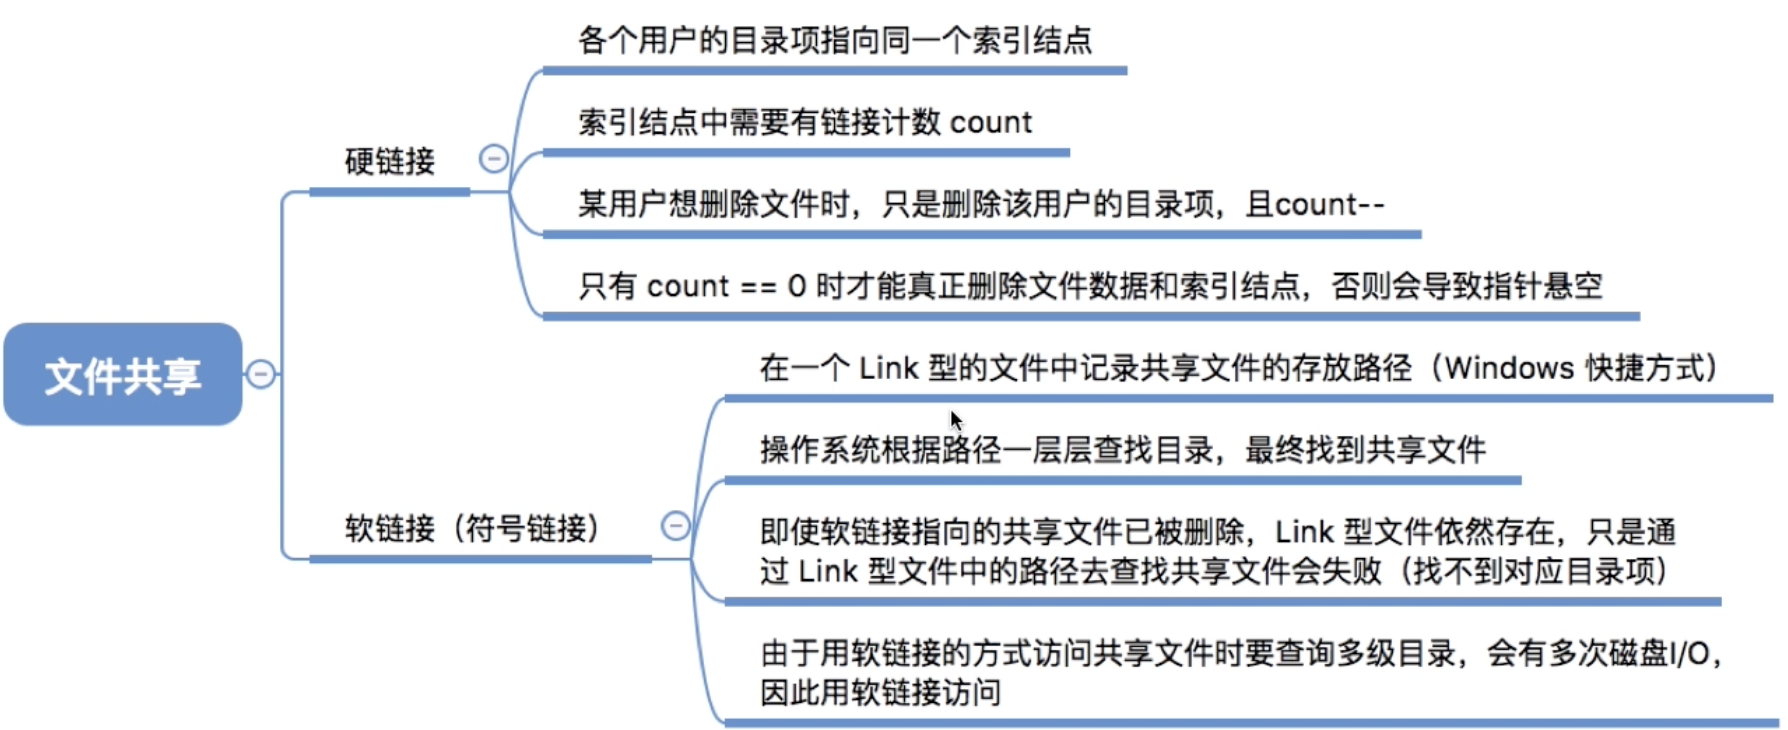 文件共享
硬链接
各个用户的目录项指向同一个索引结点
索引结点中需要有链接计数 count
某用户想删除文件时，只是删除该用户的目录项，且count--
只有 count == 0 时才能真正删除文件数据和索引结点，否则会导致指针悬空
软链接（符号链接）
在一个 Link 型的文件中记录共享文件的存放路径（Windows 快捷方式）
操作系统根据路径一层层查找目录，最终找到共享文件
即使软链接指向的共享文件已被删除，Link 型文件依然存在，只是通
过 Link 型文件中的路径去查找共享文件会失败（找不到对应目录项）
由于用软链接的方式访问共享文件时要查询多级目录，会有多次磁盘I/O，
因此用软链接访问